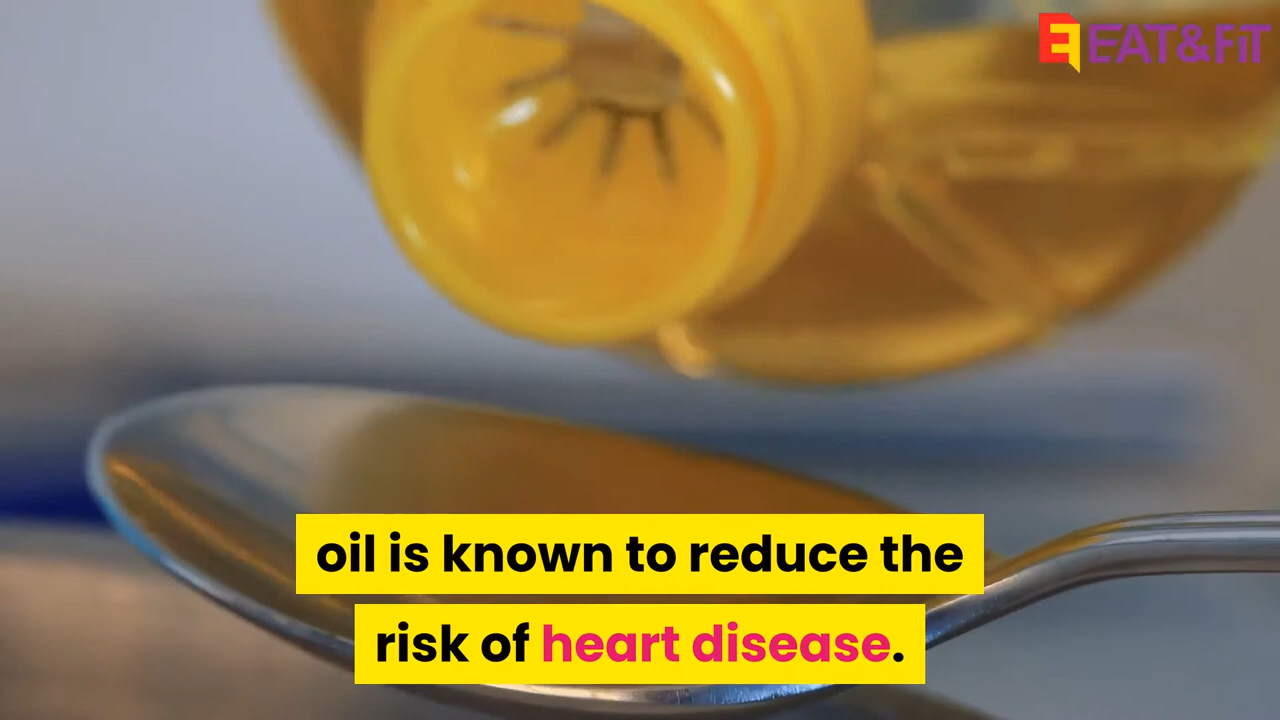 EAT&FiT
oil is known to reduce the
risk of heart disease.